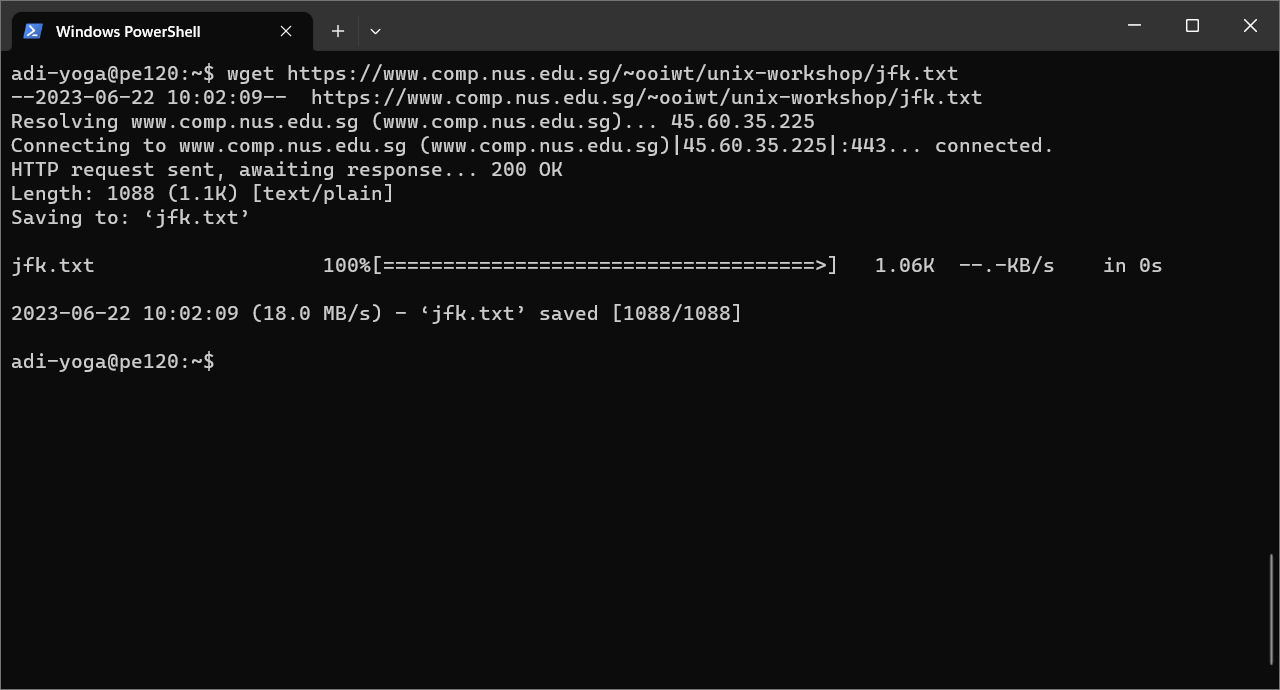 Windows PowerShell
adi-yoga@pe120:~$ wget https://www.comp.nus.edu.sg/~ooiwt/unix-workshop/jfk.txt
--2023-06-22 10:02:09--  https://www.comp.nus.edu.sg/~ooiwt/unix-workshop/jfk.txt
Resolving www.comp.nus.edu.sg (www.comp.nus.edu.sg)... 45.60.35.225
Connecting to www.comp.nus.edu.sg (www.comp.nus.edu.sg)|45.60.35.225|:443... connected.
HTTP request sent, awaiting response... 200 OK
Length: 1088 (1.1K) [text/plain]
Saving to: ‘jfk.txt’
jfk.txt                   100%[====================================>]   1.06K  --.-KB/s    in 0s
2023-06-22 10:02:09 (18.0 MB/s) - ‘jfk.txt’ saved [1088/1088]
adi-yoga@pe120:~$